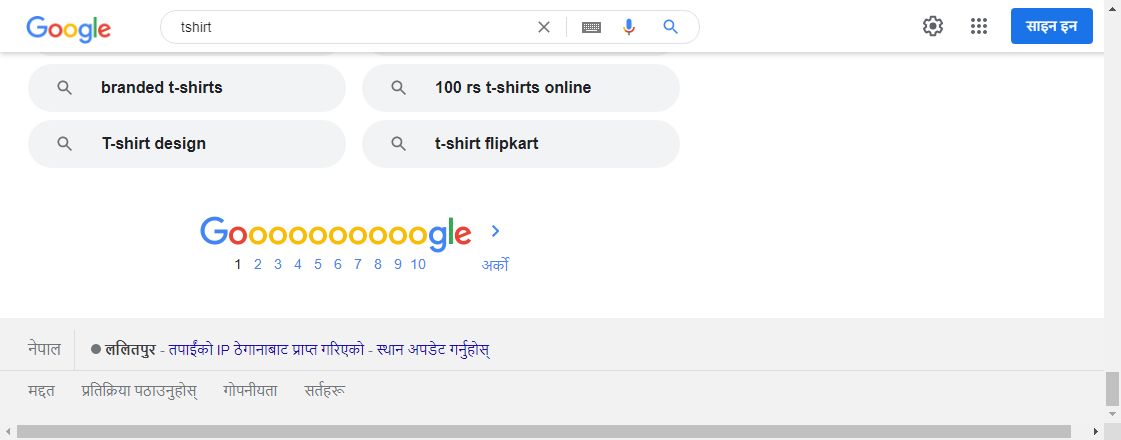 Google tshirt साइन इन
branded t-shirts 100 rs t-shirts online
T-shirt design t-shirt flipkart
Goooooooooogle >
1 2 3 4 5 6 7 8 9 10 अर्को
नेपाल ललितपुर - तपाईंको IP ठेगानाबाट प्राप्त गरिएको - स्थान अपडेट गर्नुहोस्
मद्दत प्रतिक्रिया पठाउनुहोस् गोपनीयता सर्तहरू